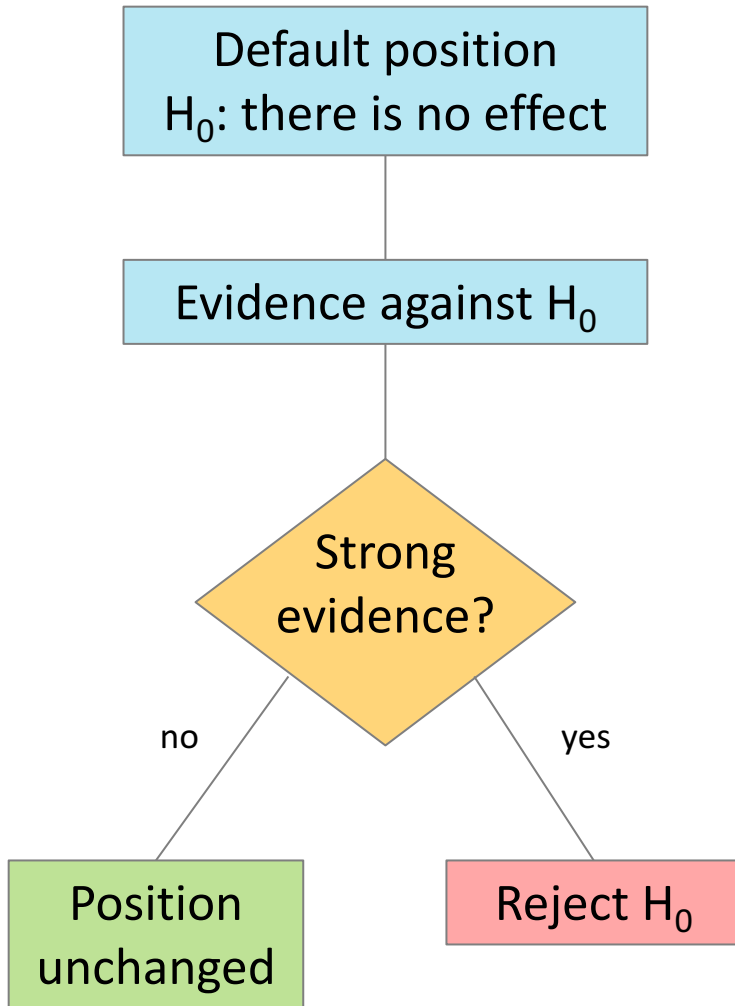 Default position
H₀: there is no effect
Evidence against H₀
Strong
evidence?
no
yes
Position
unchanged
Reject H₀